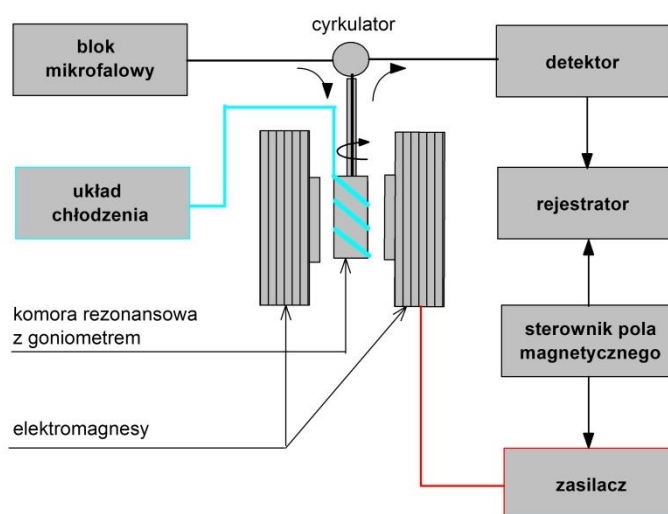 cyrkulator
blok
mikrofalowy
detektor
układ
chłodzenia
rejestrator
komora rezonansowa
z goniometrem
sterownik pola
magnetycznego
elektromagnesy
zasilacz